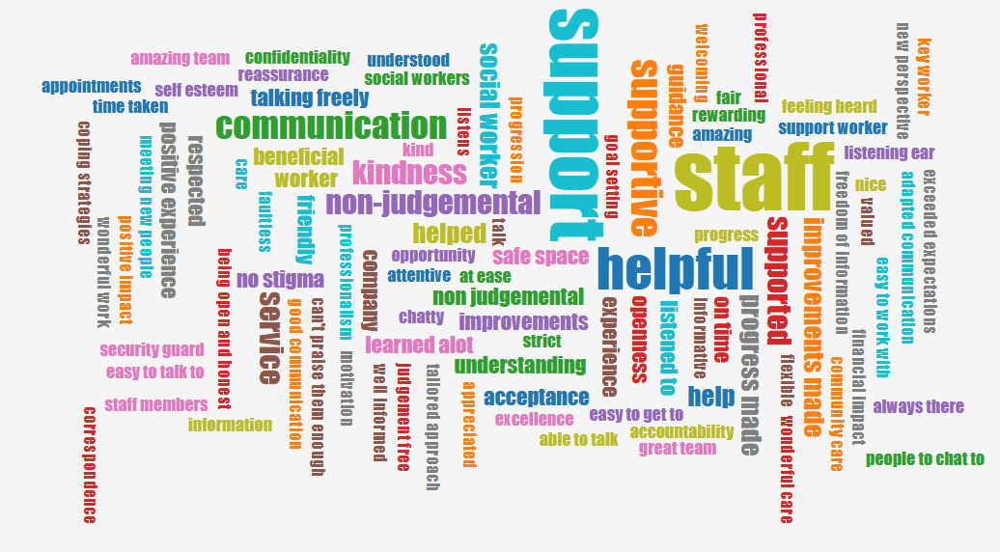 support
staff
helpful
supportive
communication
non-judgemental
kindness
social worker
service
supported
improvements made
progress made
understanding
helped
acceptance
help
non judgemental
improvements
experience
openness
listened to
on time
informative
amazing team
confidentiality
understood
reassurance
social workers
appointments
self esteem
time taken
talking freely
coping strategies
meeting new people
positive experience
respected
beneficial
kind
listens
progression
worker
care
faultless
friendly
talk
goal setting
guidance
welcoming
professional
fair
rewarding
amazing
feeling heard
support worker
new perspective
keyworker
listening ear
nice
valued
freedom of information
adapted communication
exceeded expectations
progress
easy to work with
positive impact
wonderful work
being open and honest
no stigma
professionalism
company
opportunity
safe space
attentive
at ease
chatty
learned alot
strict
security guard
easy to talk to
staff members
information
good communication
can't praise them enough
motivation
well informed
judgement free
tailored approach
appreciated
excellence
easy to get to
able to talk
accountability
great team
flexible
wonderful care
community care
financial impact
always there
people to chat to
correspondence